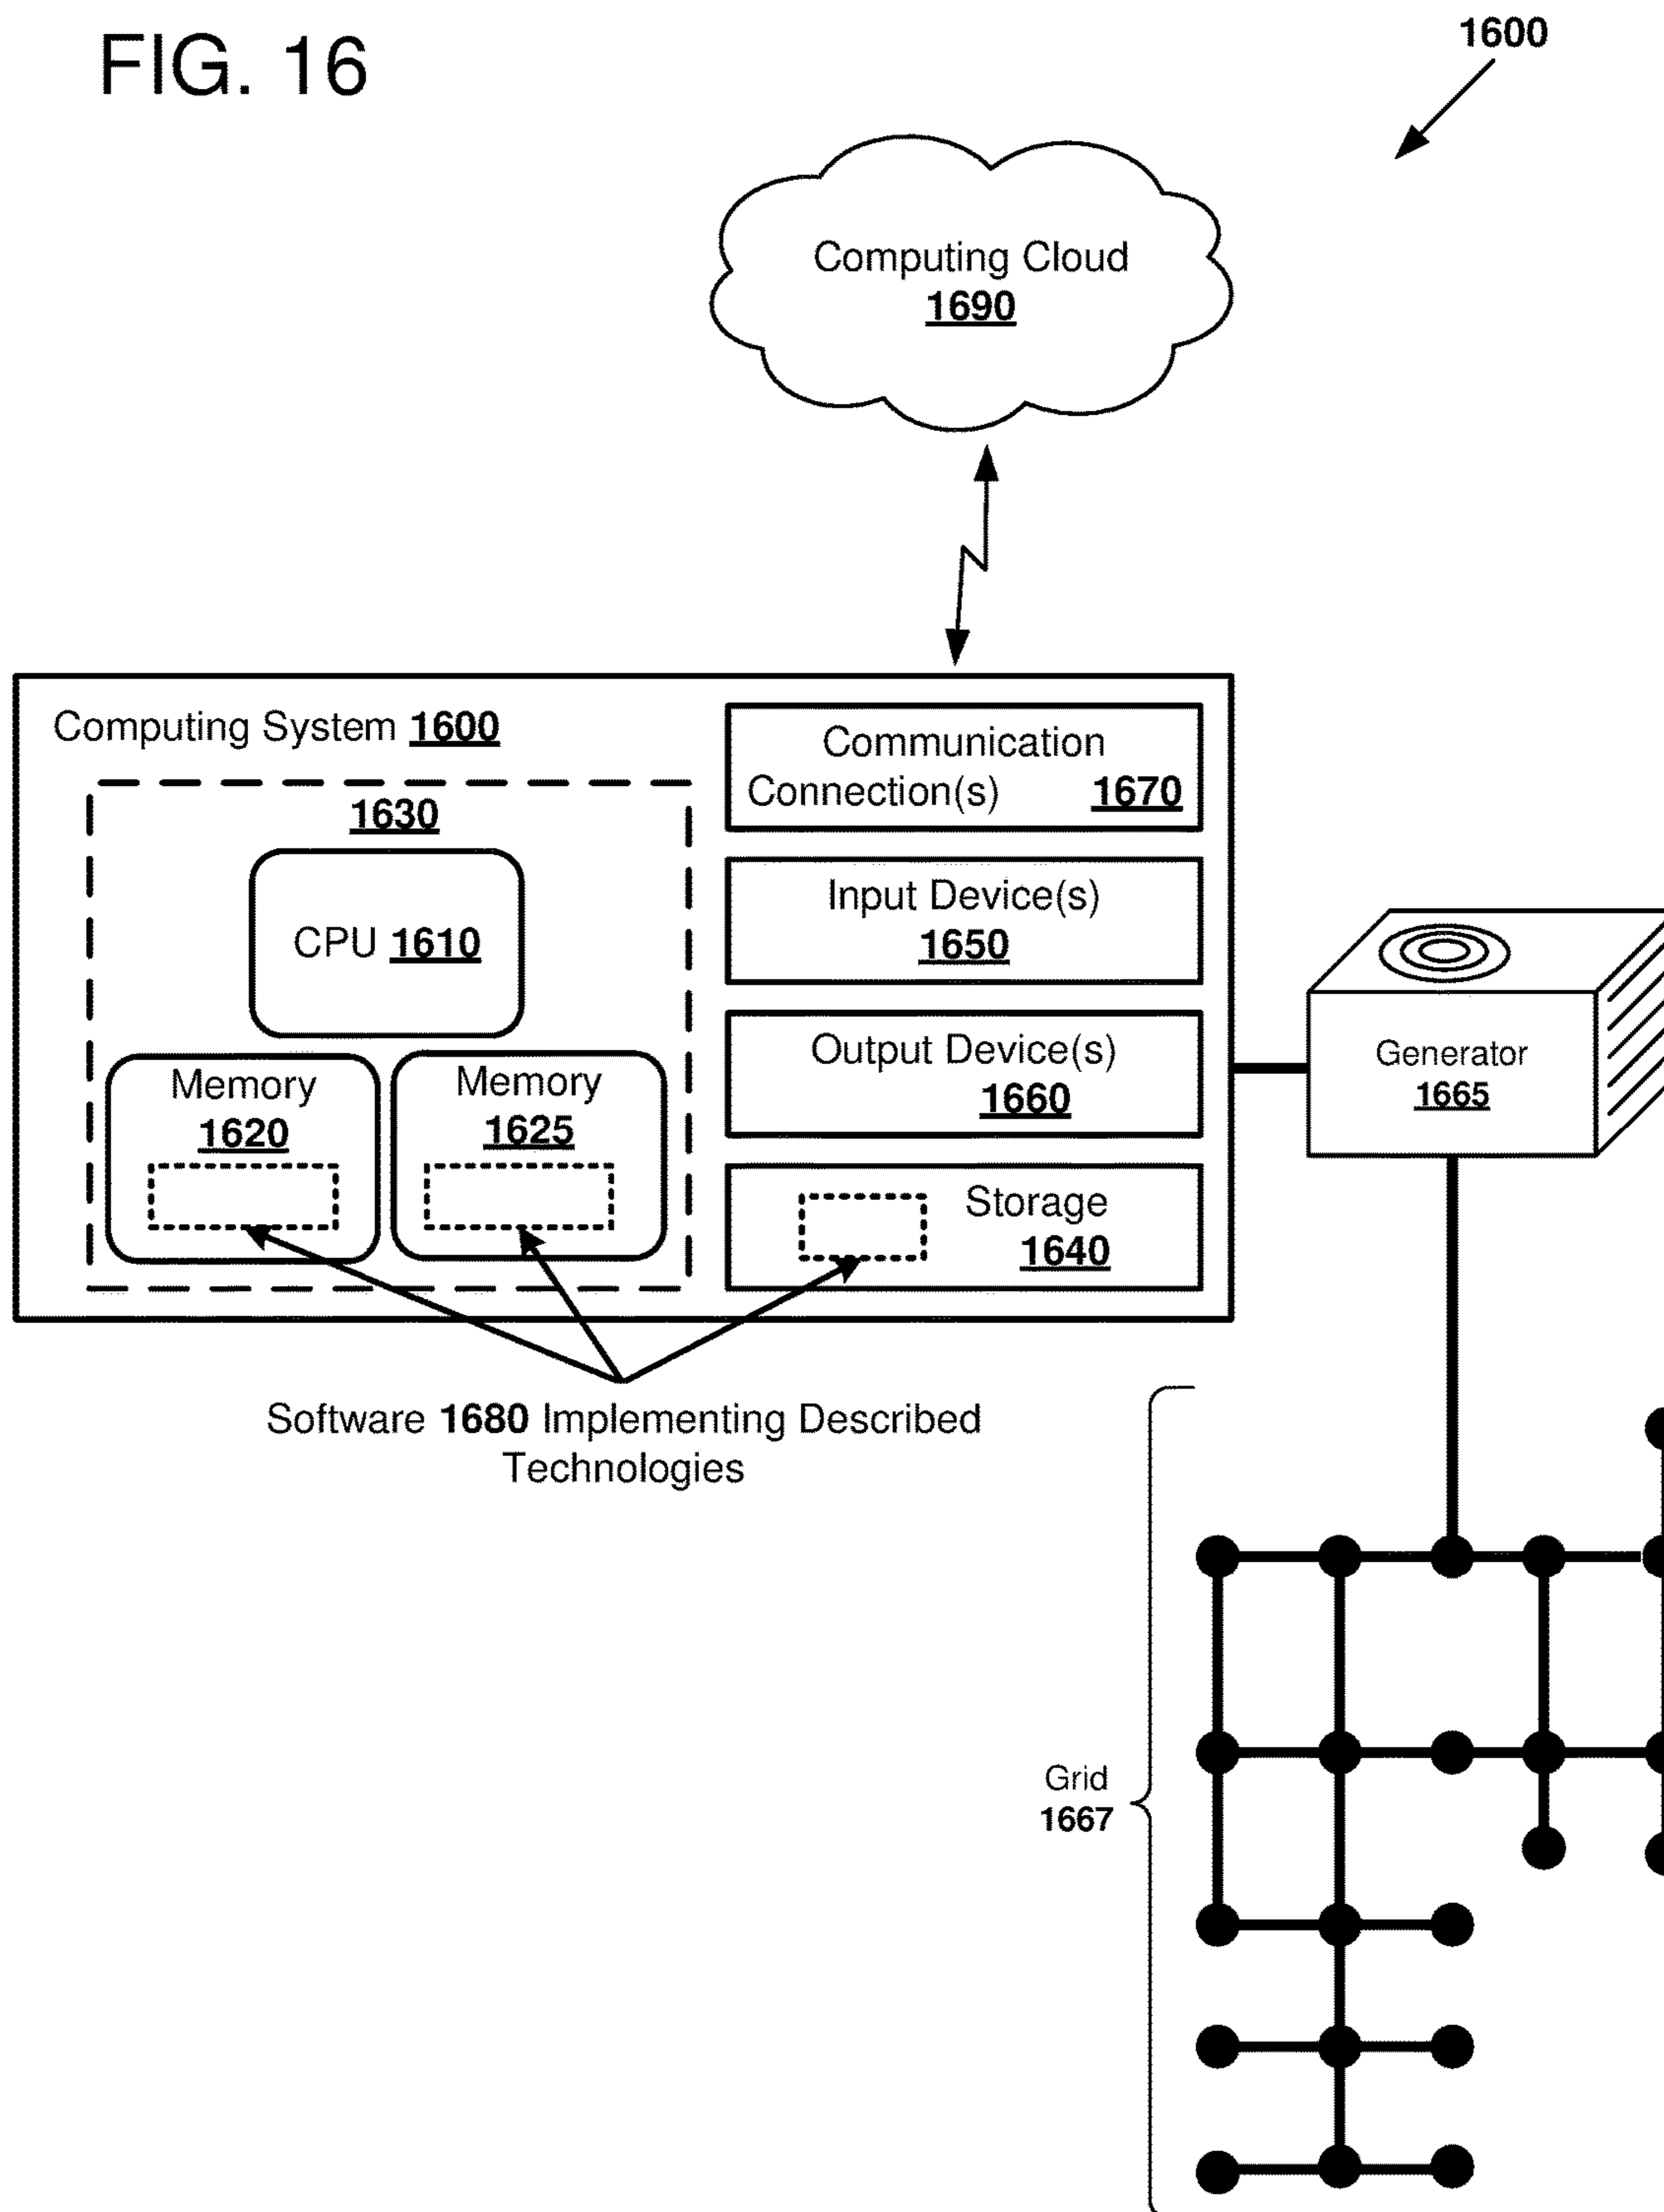 FIG. 16
1600
Computing Cloud
1690
Computing System 1600
1630
CPU 1610
Memory
1620
Memory
1625
Communication
Connection(s) 1670
Input Device(s)
1650
Output Device(s)
1660
Storage
1640
Generator
1665
Software 1680 Implementing Described
Technologies
Grid
1667